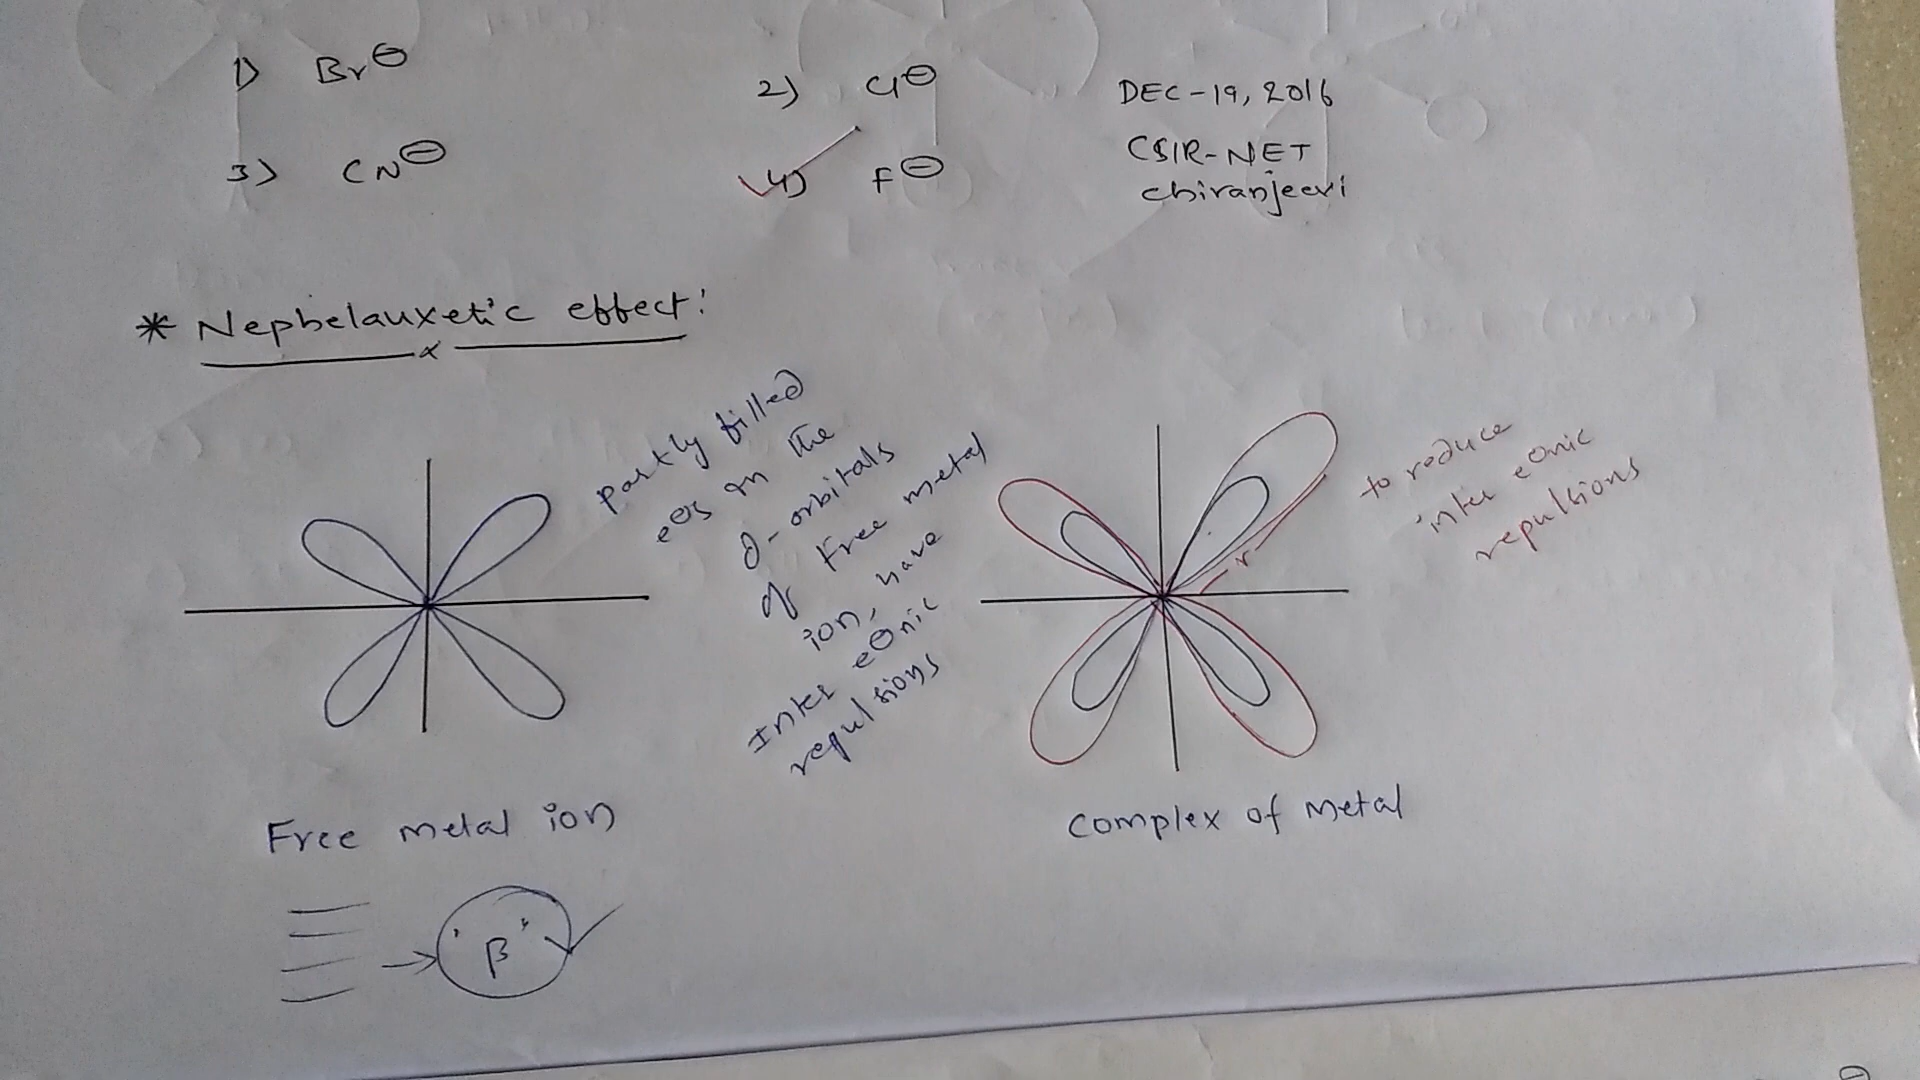 1) Br⊖
2) Cl⊖
3) CN⊖
4) F⊖
DEC-19, 2016
CSIR-NET
chiranjeevi
* Nephelauxetic effect:
partly filled
e⊖s in the
d-orbitals
of Free metal
ion, have
Inter e⊖nic
repulsions
to reduce
inter e⊖nic
repulsions
r
Free metal ion
complex of Metal
β